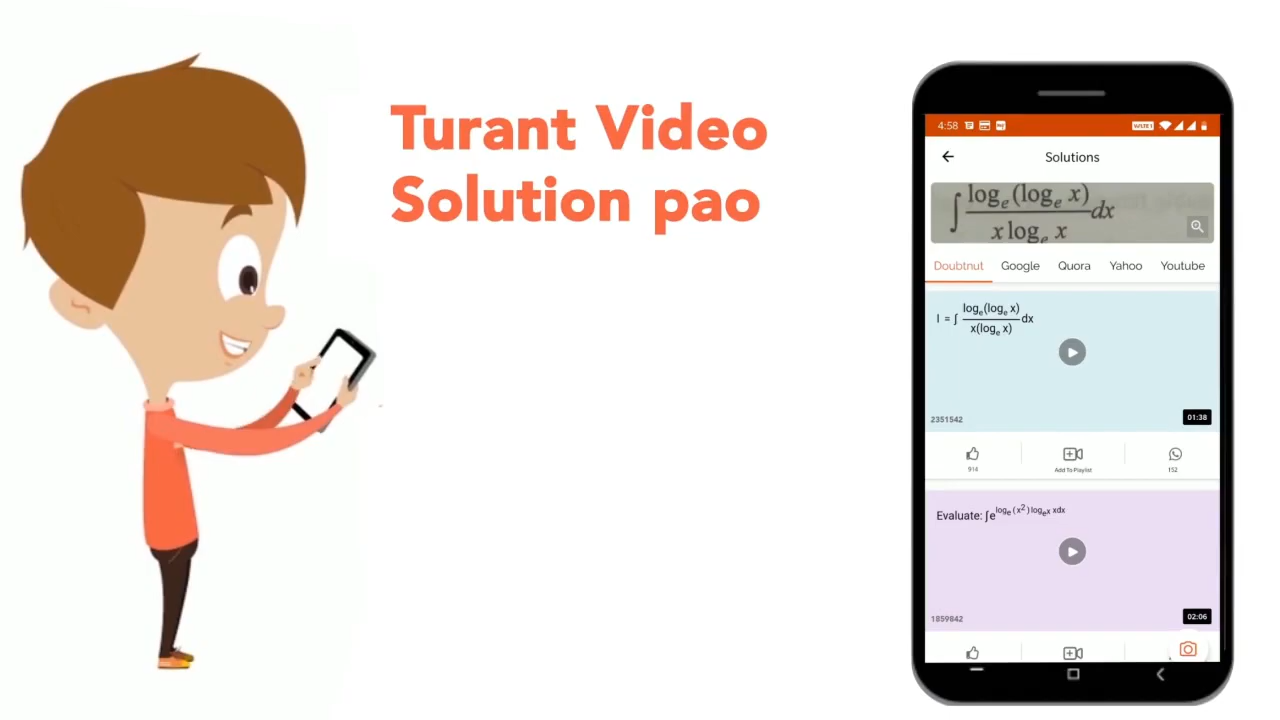 Turant Video
Solution pao
4:58
VoLTE1
Solutions
∫ logₑ(logₑ x) / x logₑ x dx
Doubtnut Google Quora Yahoo Youtube
I = ∫ logₑ(logₑ x) / x(logₑ x) dx
2351542
01:38
914
Add To Playlist
152
Evaluate: ∫e^logₑ(x²)logₑx xdx
1859842
02:06